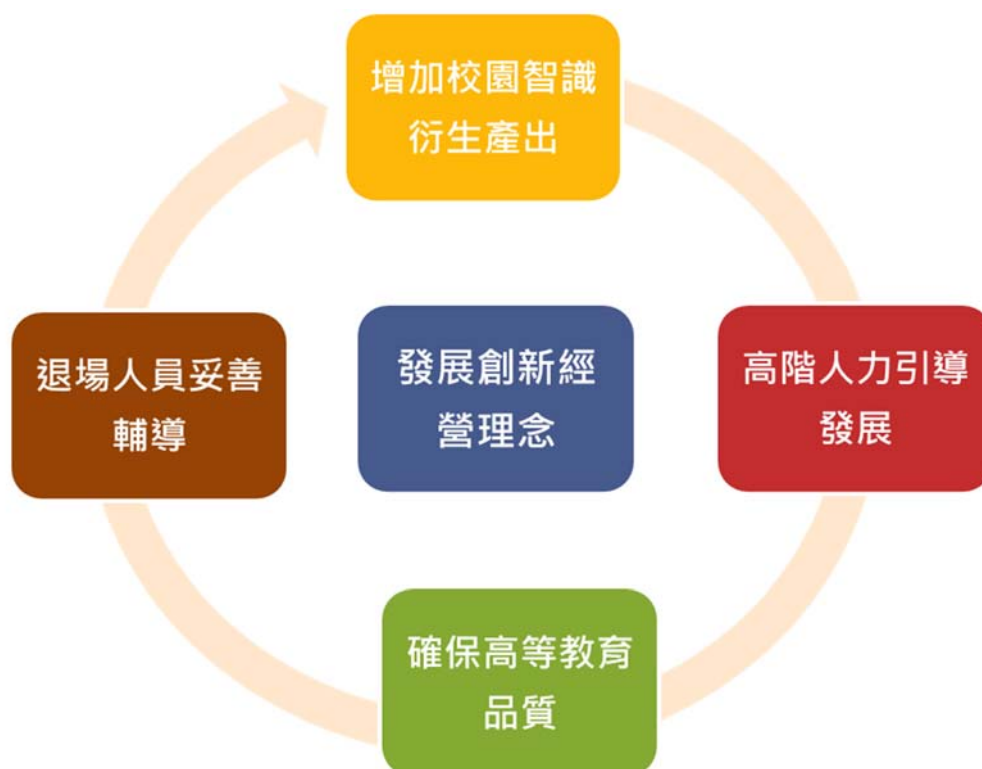 增加校園智識
衍生產出
退場人員妥善
輔導
發展創新經
營理念
高階人力引導
發展
確保高等教育
品質